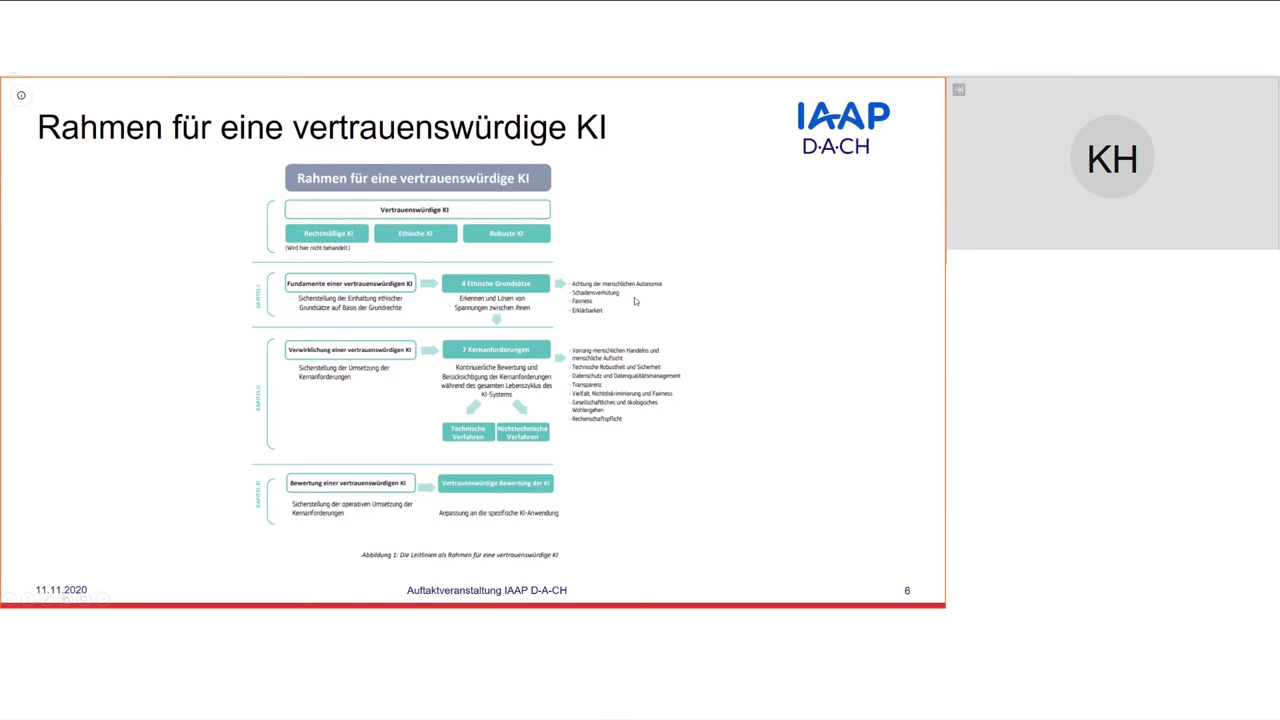 Rahmen für eine vertrauenswürdige KI
IAAP
D·A·CH
KH
Rahmen für eine vertrauenswürdige KI
Vertrauenswürdige KI
Rechtmäßige KI
Ethische KI
Robuste KI
(Wird hier nicht behandelt.)
KAPITEL I
Fundamente einer vertrauenswürdigen KI
Sicherstellung der Einhaltung ethischer
Grundsätze auf Basis der Grundrechte
4 Ethische Grundsätze
Erkennen und Lösen von
Spannungen zwischen ihnen
· Achtung der menschlichen Autonomie
· Schadensverhütung
· Fairness
· Erklärbarkeit
KAPITEL II
Verwirklichung einer vertrauenswürdigen KI
Sicherstellung der Umsetzung der
Kernanforderungen
7 Kernanforderungen
Kontinuierliche Bewertung und
Berücksichtigung der Kernanforderungen
während des gesamten Lebenszyklus des
KI-Systems
Technische
Verfahren
Nichttechnische
Verfahren
· Vorrang menschlichen Handelns und
menschliche Aufsicht
· Technische Robustheit und Sicherheit
· Datenschutz und Datenqualitätsmanagement
· Transparenz
· Vielfalt, Nichtdiskriminierung und Fairness
· Gesellschaftliches und ökologisches
Wohlergehen
· Rechenschaftspflicht
KAPITEL III
Bewertung einer vertrauenswürdigen KI
Sicherstellung der operativen Umsetzung der
Kernanforderungen
Vertrauenswürdige Bewertung der KI
Anpassung an die spezifische KI-Anwendung
Abbildung 1: Die Leitlinien als Rahmen für eine vertrauenswürdige KI
11.11.2020
Auftaktveranstaltung IAAP D-A-CH
6